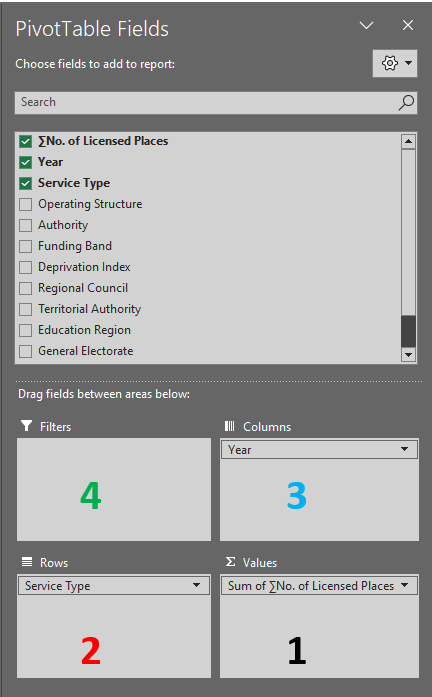 PivotTable Fields
Choose fields to add to report:
Search
∑No. of Licensed Places
Year
Service Type
Operating Structure
Authority
Funding Band
Deprivation Index
Regional Council
Territorial Authority
Education Region
General Electorate
Drag fields between areas below:
Filters
Columns
Year
4
3
Rows
Σ Values
Service Type
Sum of ∑No. of Licensed Places
2
1